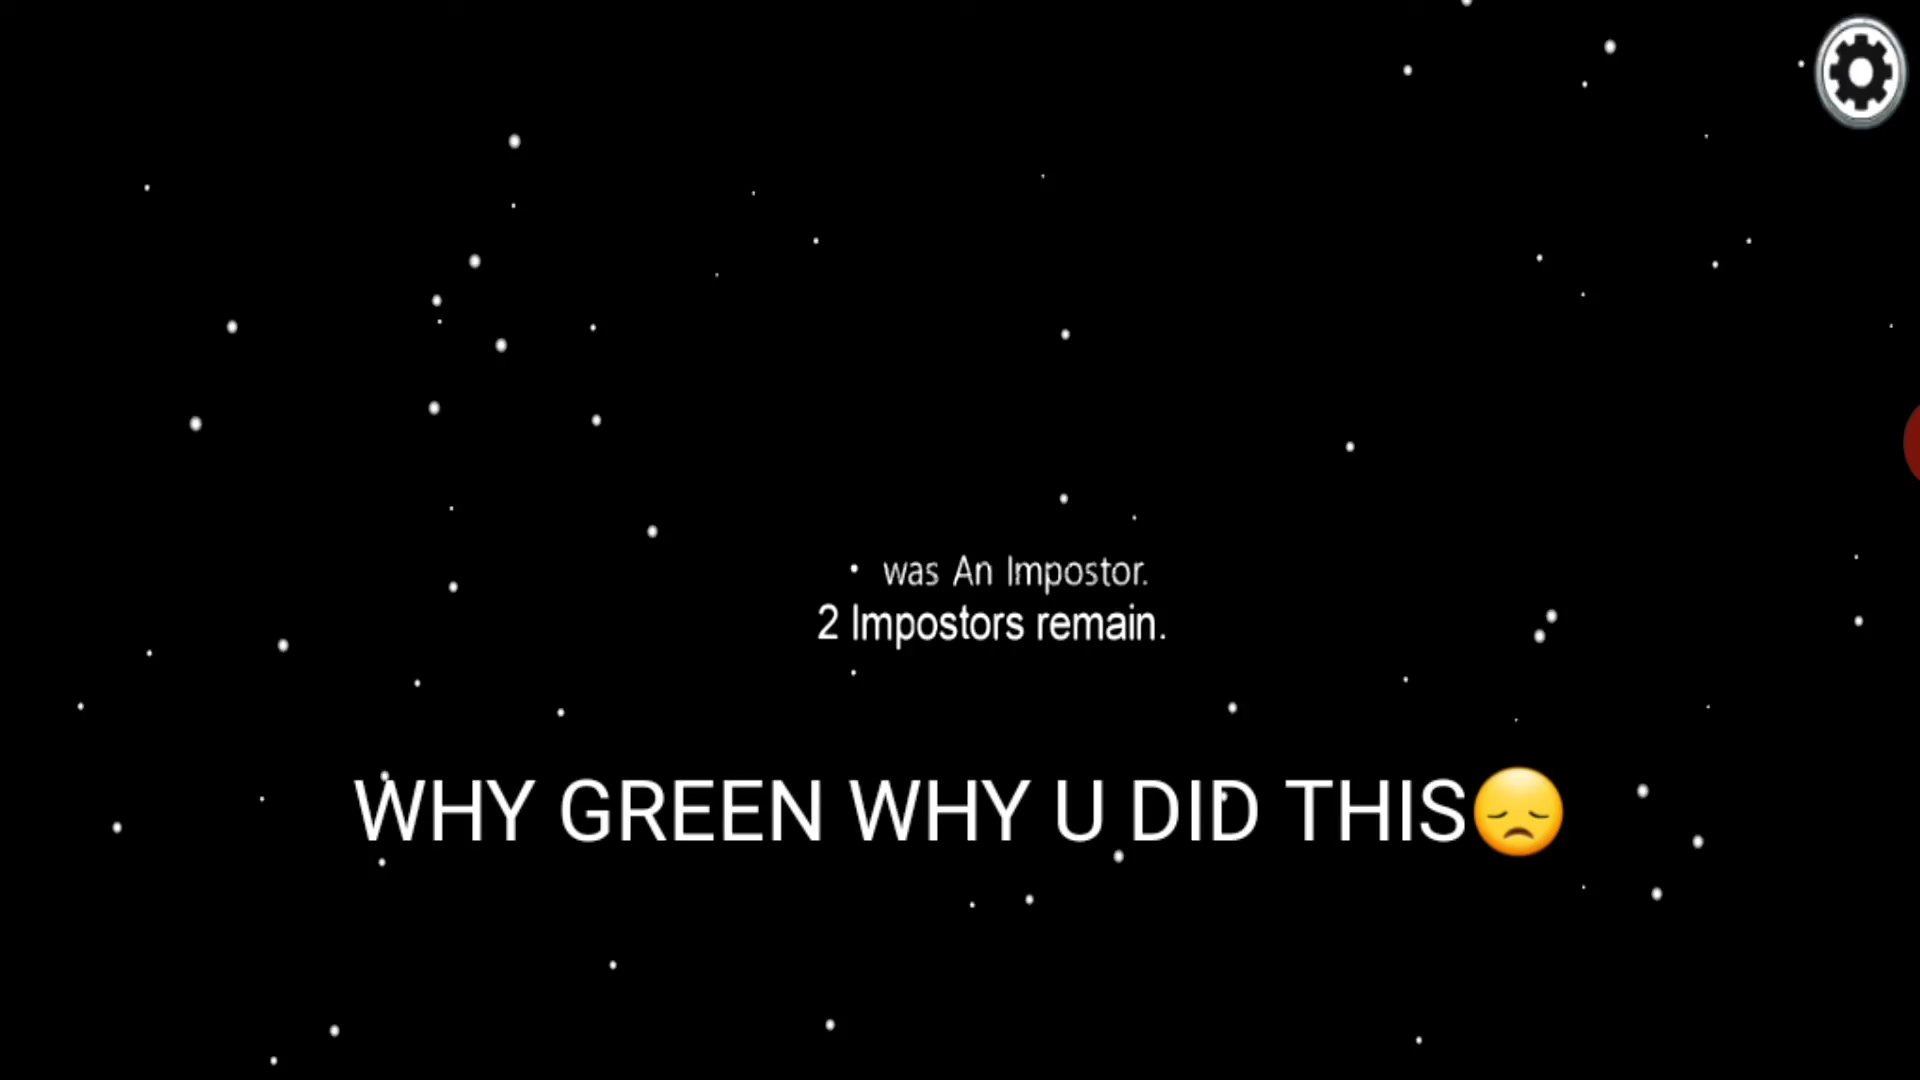 was An Impostor.
2 Impostors remain.
WHY GREEN WHY U DID THIS😞